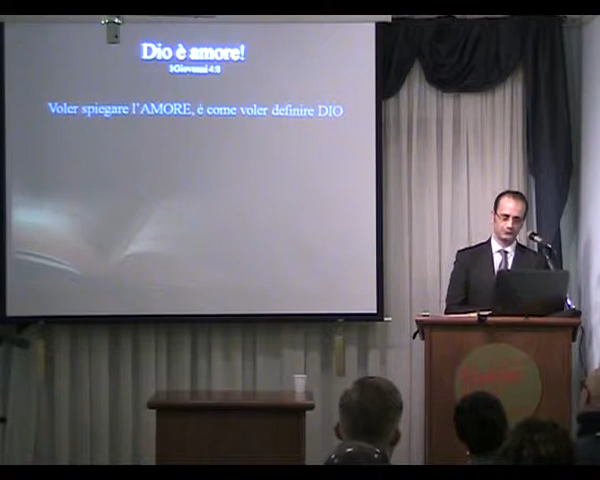 Dio è amore!
1Giovanni 4:8
Voler spiegare l'AMORE, è come voler definire DIO